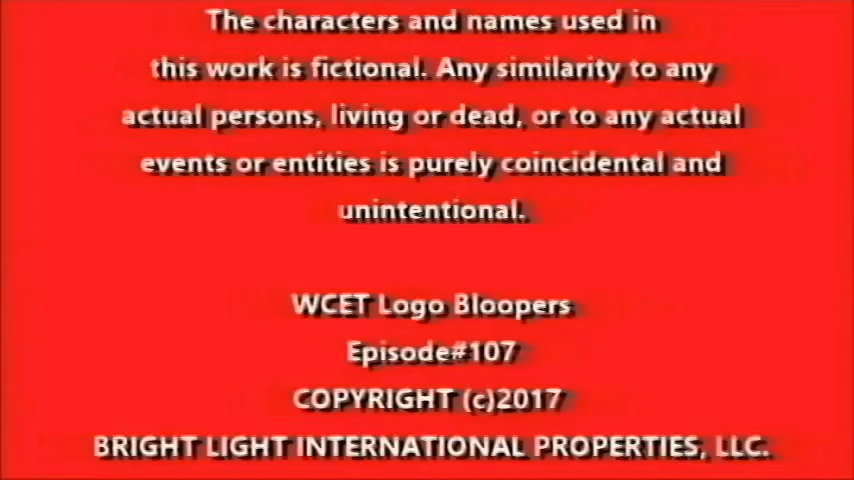 The characters and names used in
this work is fictional. Any similarity to any
actual persons, living or dead, or to any actual
events or entities is purely coincidental and
unintentional.
WCET Logo Bloopers
Episode#107
COPYRIGHT (c)2017
BRIGHT LIGHT INTERNATIONAL PROPERTIES, LLC.